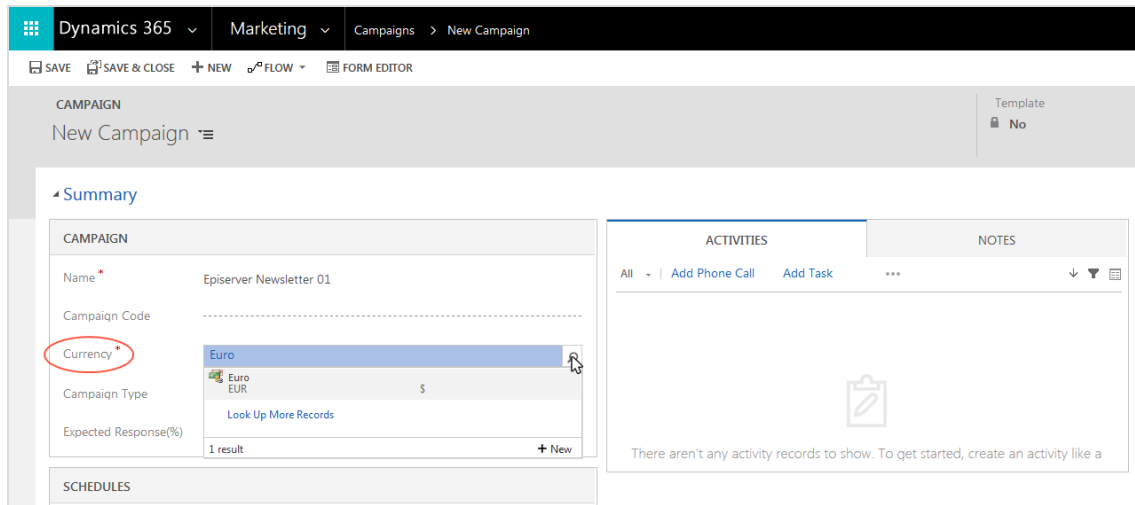 Dynamics 365 Marketing Campaigns > New Campaign
SAVE SAVE & CLOSE + NEW FLOW FORM EDITOR
CAMPAIGN
New Campaign
Template
No
Summary
CAMPAIGN
Name *
Episerver Newsletter 01
Campaign Code
Currency *
Euro
Euro
EUR $
Look Up More Records
1 result + New
Campaign Type
Expected Response(%)
SCHEDULES
ACTIVITIES NOTES
All | Add Phone Call Add Task ...
There aren't any activity records to show. To get started, create an activity like a